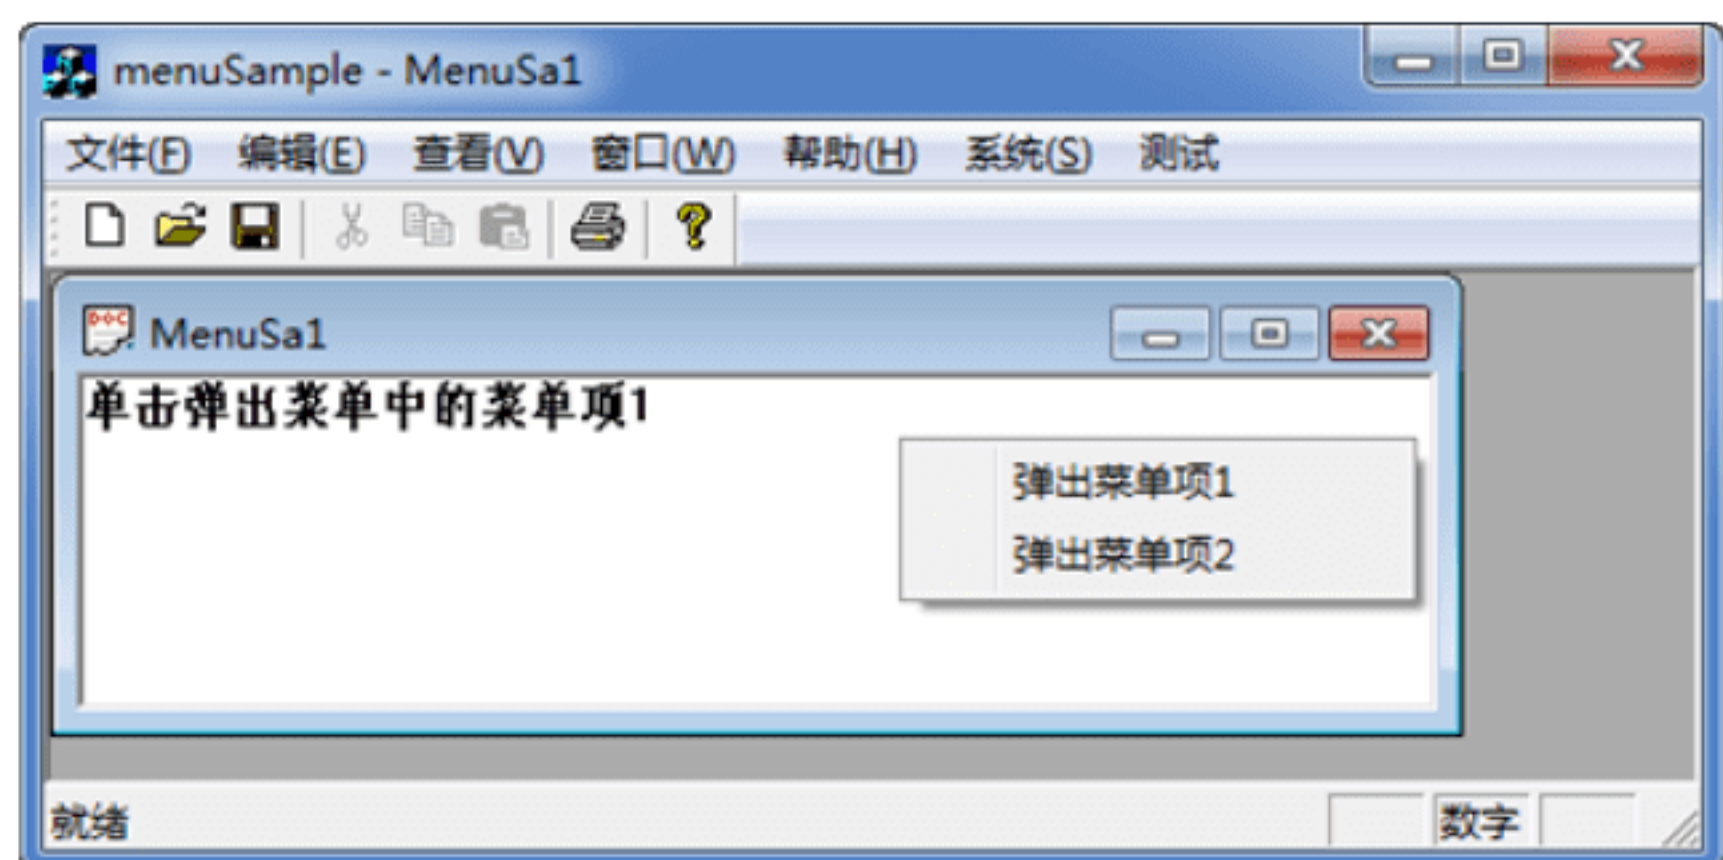 menuSample - MenuSa1
文件(F) 编辑(E) 查看(V) 窗口(W) 帮助(H) 系统(S) 测试
DOC MenuSa1
单击弹出菜单中的菜单项1
弹出菜单项1
弹出菜单项2
就绪 数字